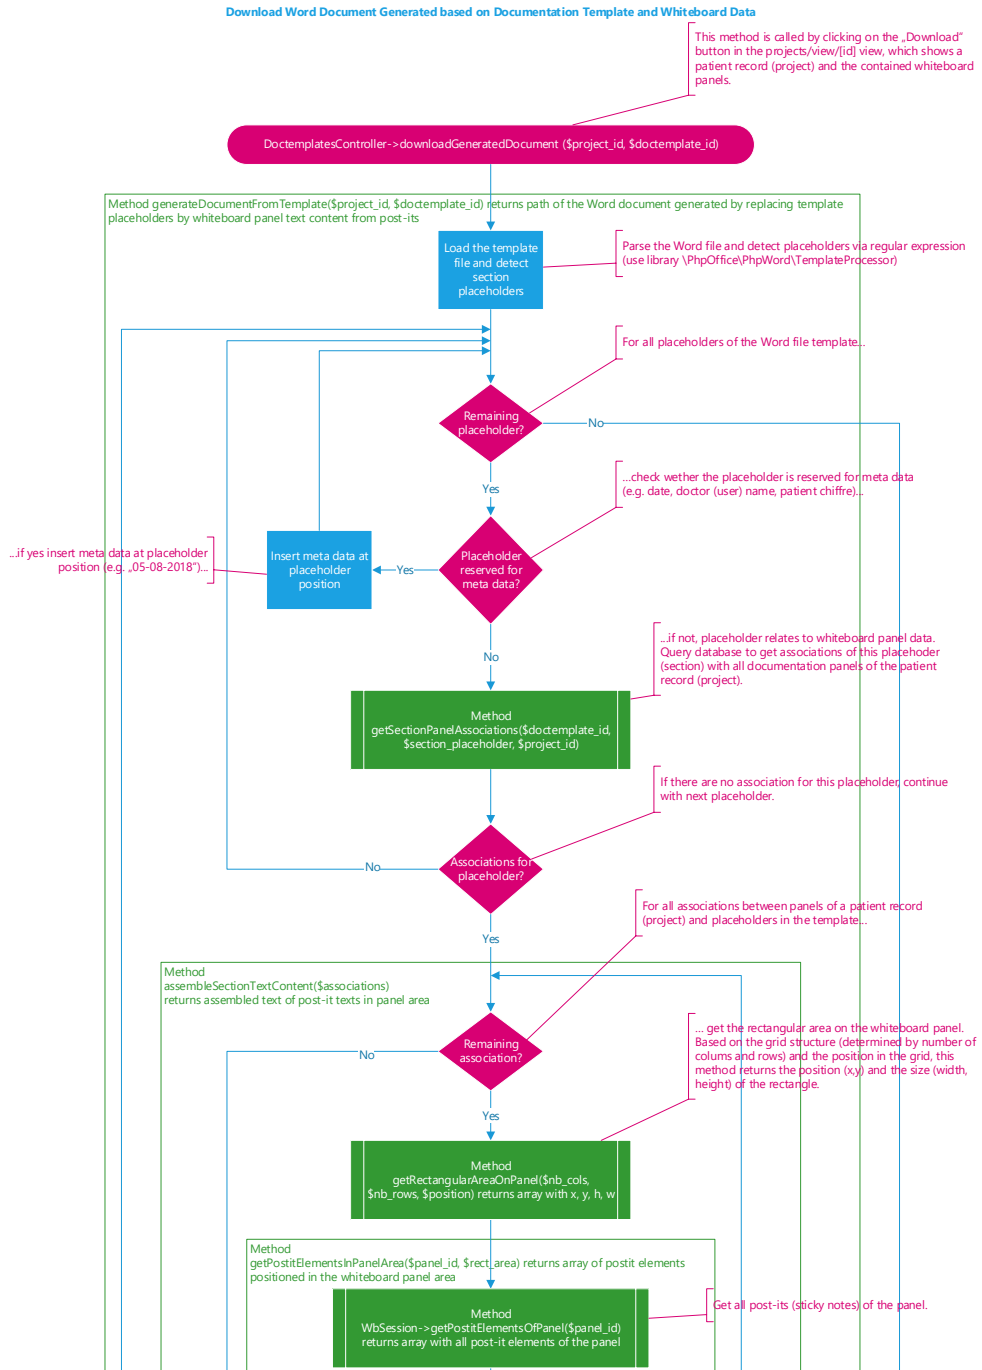 Download Word Document Generated based on Documentation Template and Whiteboard Data
This method is called by clicking on the „Download“
button in the projects/view/[id] view, which shows a
patient record (project) and the contained whiteboard
panels.
DoctemplatesController->downloadGeneratedDocument ($project_id, $doctemplate_id)
Method generateDocumentFromTemplate($project_id, $doctemplate_id) returns path of the Word document generated by replacing template
placeholders by whiteboard panel text content from post-its
Load the template
file and detect
section
placeholders
Parse the Word file and detect placeholders via regular expression
(use library \PhpOffice\PhpWord\TemplateProcessor)
For all placeholders of the Word file template...
Remaining
placeholder?
No
Yes
...check wether the placeholder is reserved for meta data
(e.g. date, doctor (user) name, patient chiffre)...
Placeholder
reserved for
meta data?
Yes
Insert meta data at
placeholder
position
...if yes insert meta data at placeholder
position (e.g. „05-08-2018“)...
No
...if not, placeholder relates to whiteboard panel data.
Query database to get associations of this placehoder
(section) with all documentation panels of the patient
record (project).
Method
getSectionPanelAssociations($doctemplate_id,
$section_placeholder, $project_id)
If there are no association for this placeholder, continue
with next placeholder.
Associations for
placeholder?
No
Yes
For all associations between panels of a patient record
(project) and placeholders in the template...
Method
assembleSectionTextContent($associations)
returns assembled text of post-it texts in panel area
Remaining
association?
No
Yes
... get the rectangular area on the whiteboard panel.
Based on the grid structure (determined by number of
colums and rows) and the position in the grid, this
method returns the position (x,y) and the size (width,
height) of the rectangle.
Method
getRectangularAreaOnPanel($nb_cols,
$nb_rows, $position) returns array with x, y, h, w
Method
getPostitElementsInPanelArea($panel_id, $rect_area) returns array of postit elements
positioned in the whiteboard panel area
Method
WbSession->getPostitElementsOfPanel($panel_id)
returns array with all post-it elements of the panel
Get all post-its (sticky notes) of the panel.